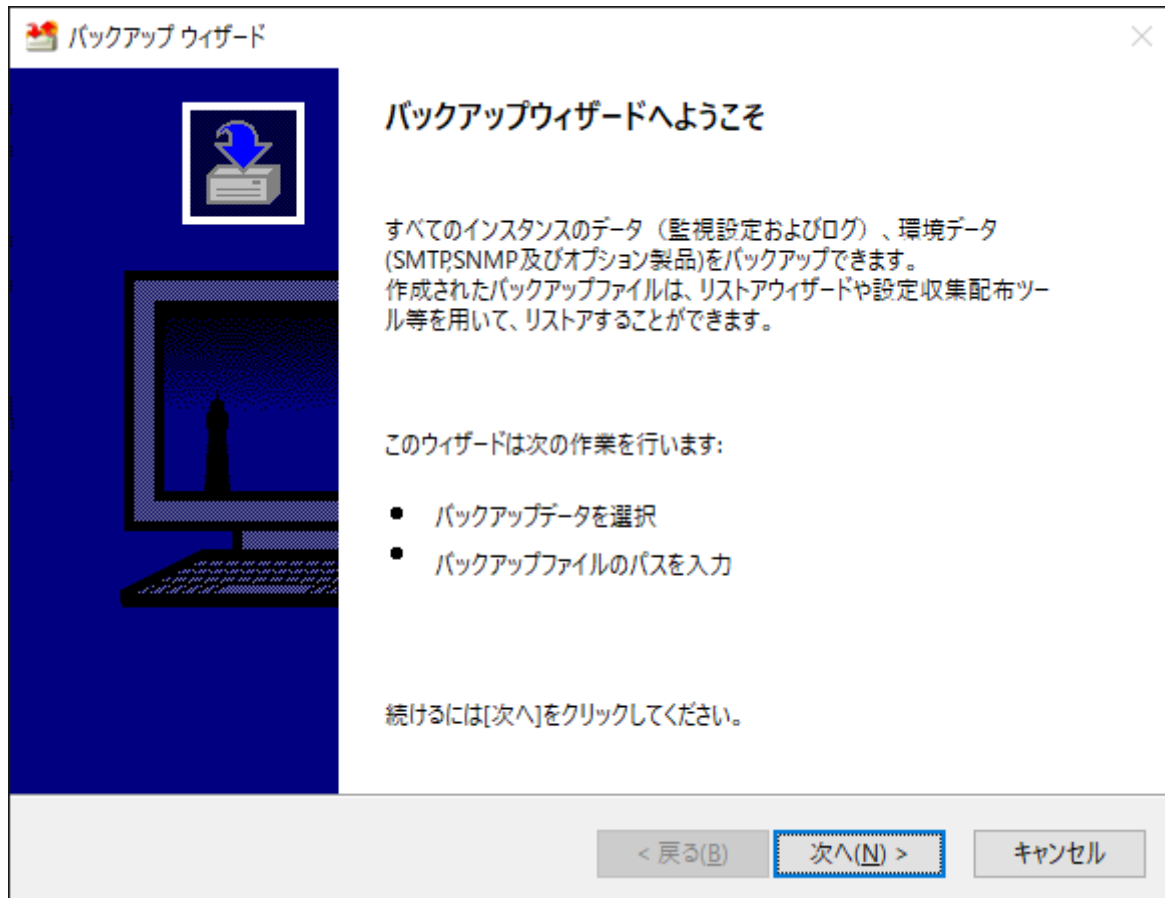 バックアップ ウィザード
バックアップウィザードへようこそ
すべてのインスタンスのデータ（監視設定およびログ）、環境データ
(SMTP,SNMP及びオプション製品)をバックアップできます。
作成されたバックアップファイルは、リストアウィザードや設定収集配布ツー
ル等を用いて、リストアすることができます。
このウィザードは次の作業を行います:
● バックアップデータを選択
● バックアップファイルのパスを入力
続けるには[次へ]をクリックしてください。
< 戻る(B)
次へ(N) >
キャンセル